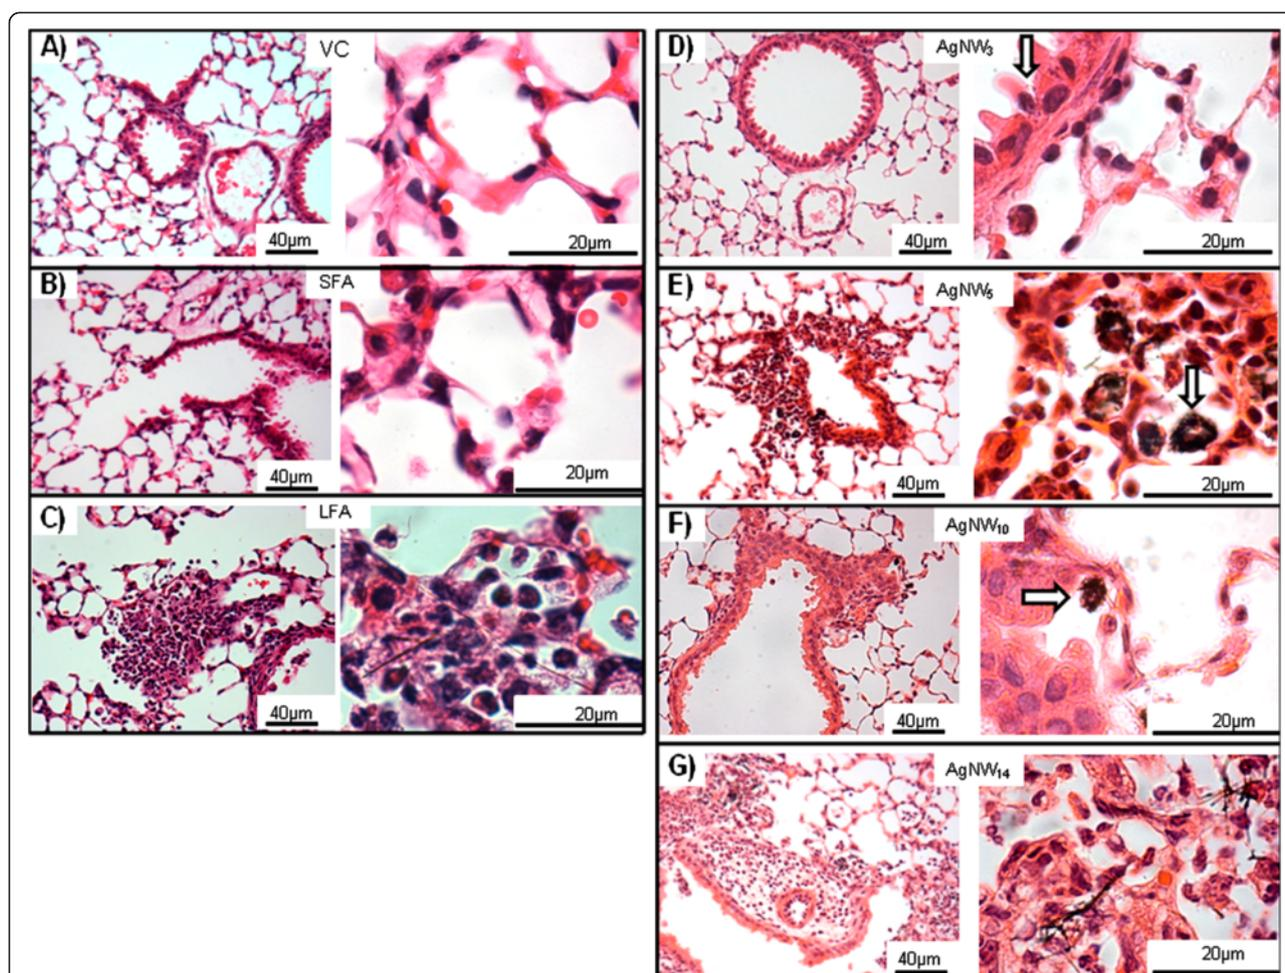 A) VC
40µm
20µm
B) SFA
40µm
20µm
C) LFA
40µm
20µm
D) AgNW₃
40µm
20µm
E) AgNW₅
40µm
20µm
F) AgNW₁₀
40µm
20µm
G) AgNW₁₄
40µm
20µm